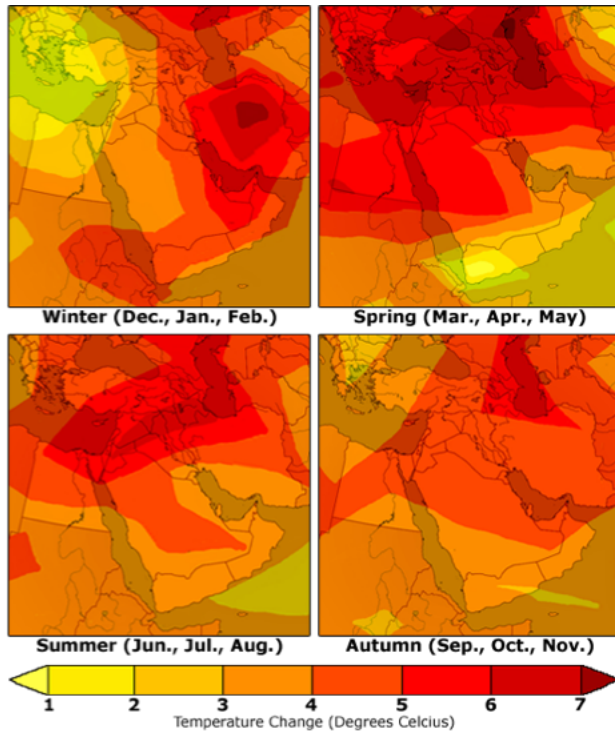 Winter (Dec., Jan., Feb.)
Spring (Mar., Apr., May)
Summer (Jun., Jul., Aug.)
Autumn (Sep., Oct., Nov.)
1 2 3 4 5 6 7
Temperature Change (Degrees Celcius)